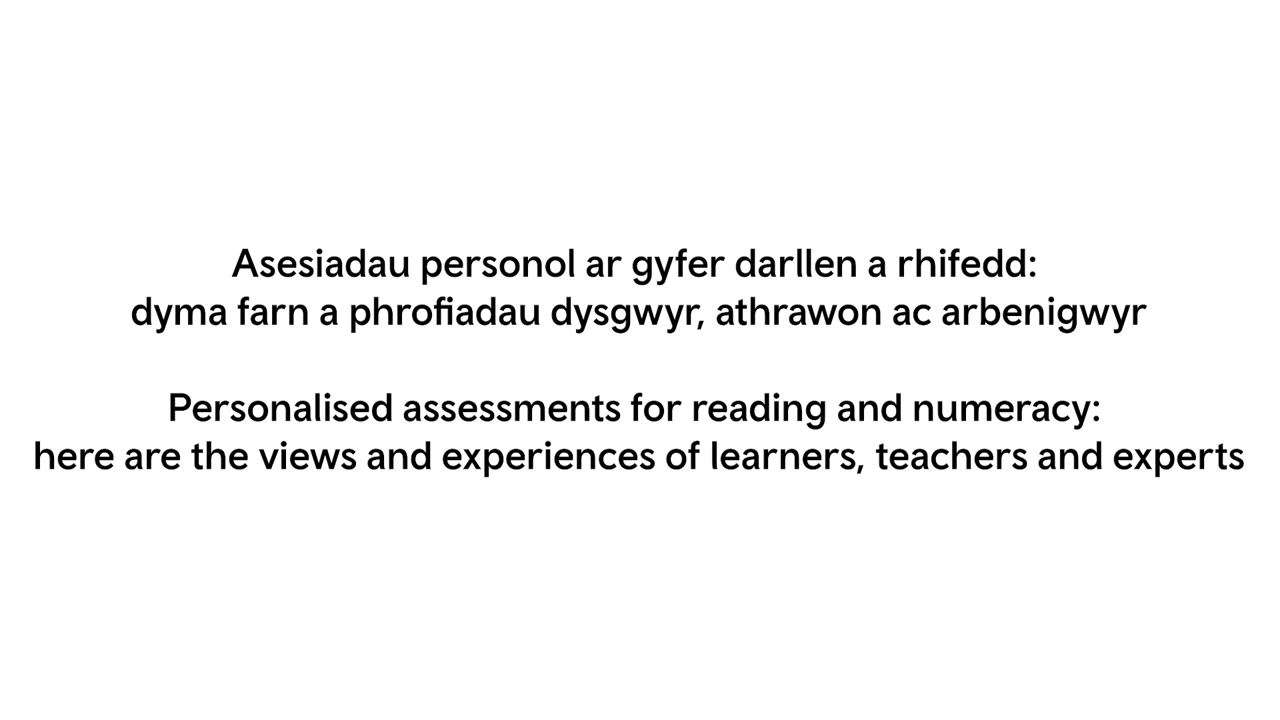 Asesiadau personol ar gyfer darllen a rhifedd:
dyma farn a phrofiadau dysgwyr, athrawon ac arbenigwyr
Personalised assessments for reading and numeracy:
here are the views and experiences of learners, teachers and experts